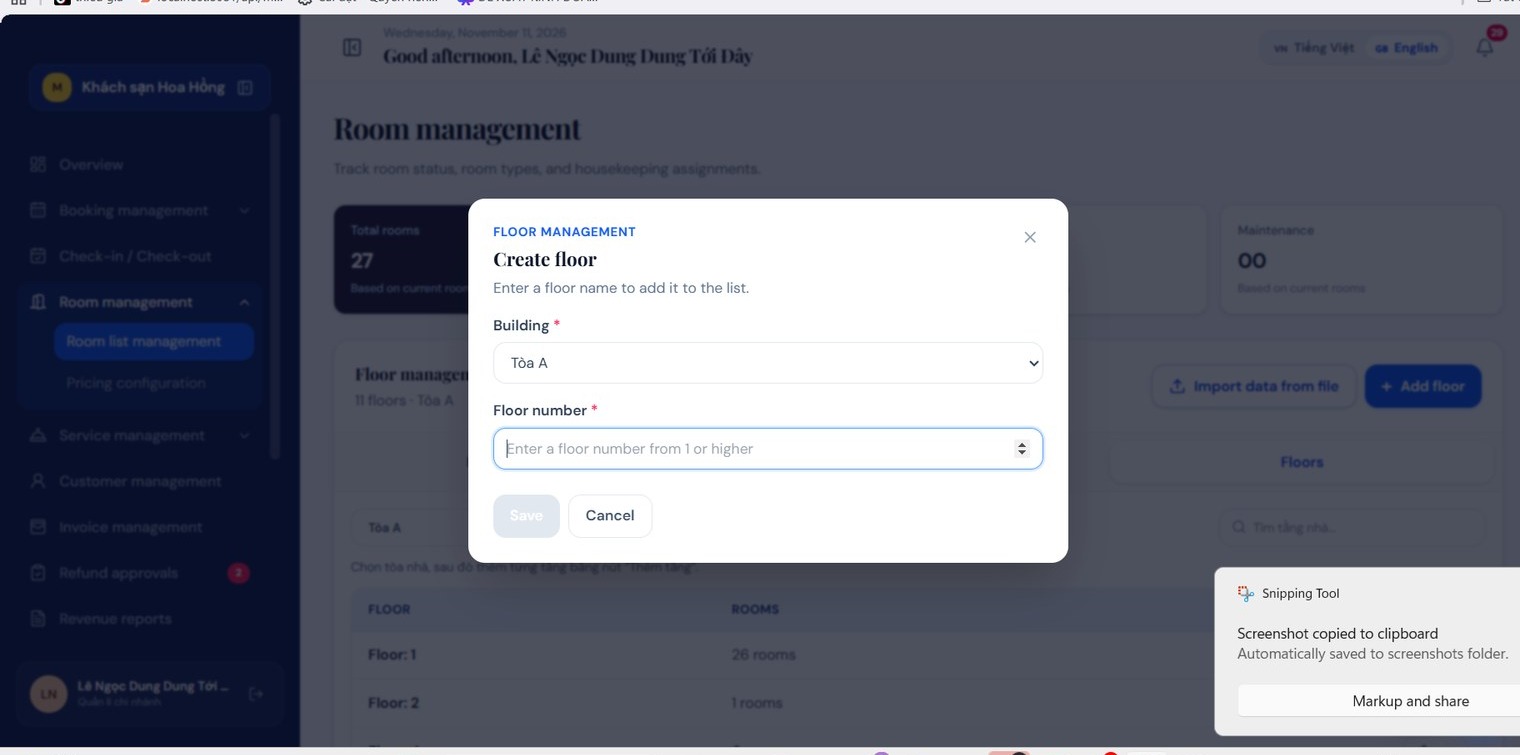 Wednesday, November 11, 2026
Good afternoon, Lê Ngọc Dung Dung Tới Đây
VN Tiếng Việt
GB English
29
M
Khách sạn Hoa Hồng
Overview
Booking management
Check-in / Check-out
Room management
Room list management
Pricing configuration
Service management
Customer management
Invoice management
Refund approvals
2
Revenue reports
LN
Lê Ngọc Dung Dung Tới ...
Quản lí chi nhánh
Room management
Track room status, room types, and housekeeping assignments.
Total rooms
27
Based on current room
Maintenance
00
Based on current rooms
Floor managem
11 floors · Tòa A
Import data from file
+ Add floor
Floors
Tòa A
Tìm tầng nhà...
Chọn tòa nhà, sau đó thêm từng tầng bằng nút "Thêm tầng".
FLOOR
ROOMS
Floor: 1
26 rooms
Floor: 2
1 rooms
FLOOR MANAGEMENT
Create floor
Enter a floor name to add it to the list.
Building *
Tòa A
Floor number *
Enter a floor number from 1 or higher
Save
Cancel
Snipping Tool
Screenshot copied to clipboard
Automatically saved to screenshots folder.
Markup and share